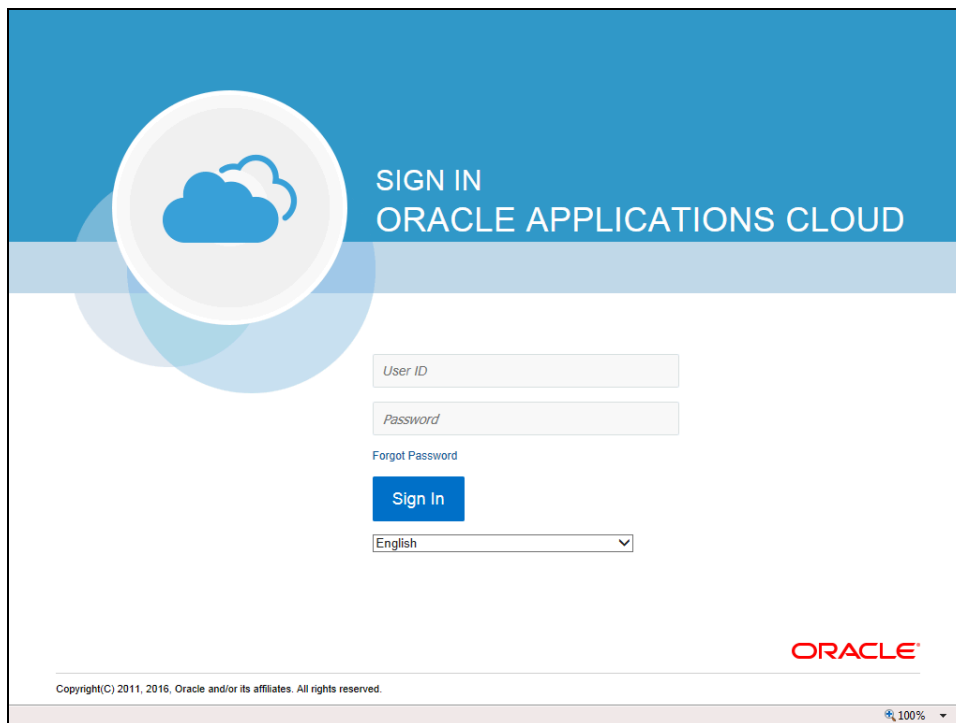 SIGN IN
ORACLE APPLICATIONS CLOUD
User ID
Password
Forgot Password
Sign In
English
ORACLE
Copyright(C) 2011, 2016, Oracle and/or its affiliates. All rights reserved.
100%